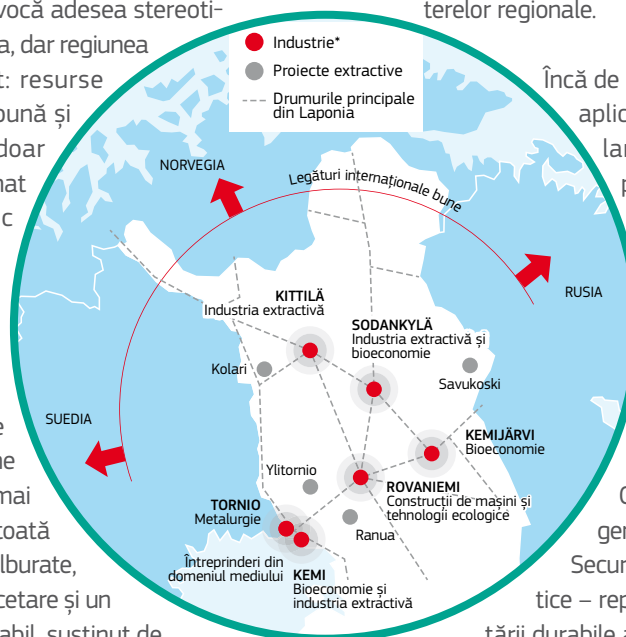 vocă adesea stereoti-
a, dar regiunea
t: resurse
bună și
doar
nat
c
e
ne
mai
toată
lburate,
cetare și un
abil, susținut de
terelor regionale.
Încă de
aplic
lar
p
ger
Secur
tice – rep
tării durabile a
Industrie*
Proiecte extractive
Drumurile principale
din Laponia
NORVEGIA
Legături internaționale bune
RUSIA
SUEDIA
KITTILÄ
Industria extractivă
SODANKYLÄ
Industria extractivă și
bioeconomie
Kolari
Savukoski
KEMIJÄRVI
Bioeconomie
Ylitornio
ROVANIEMI
Construcții de mașini și
tehnologii ecologice
TORNIO
Metalurgie
Ranua
Întreprinderi din
domeniul mediului
KEMI
Bioeconomie și
industria extractivă